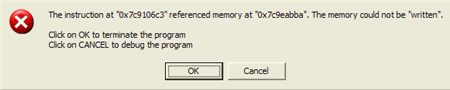 The instruction at "0x7c9106c3" referenced memory at "0x7c9eabba". The memory could not be "written".
Click on OK to terminate the program
Click on CANCEL to debug the program
OK
Cancel